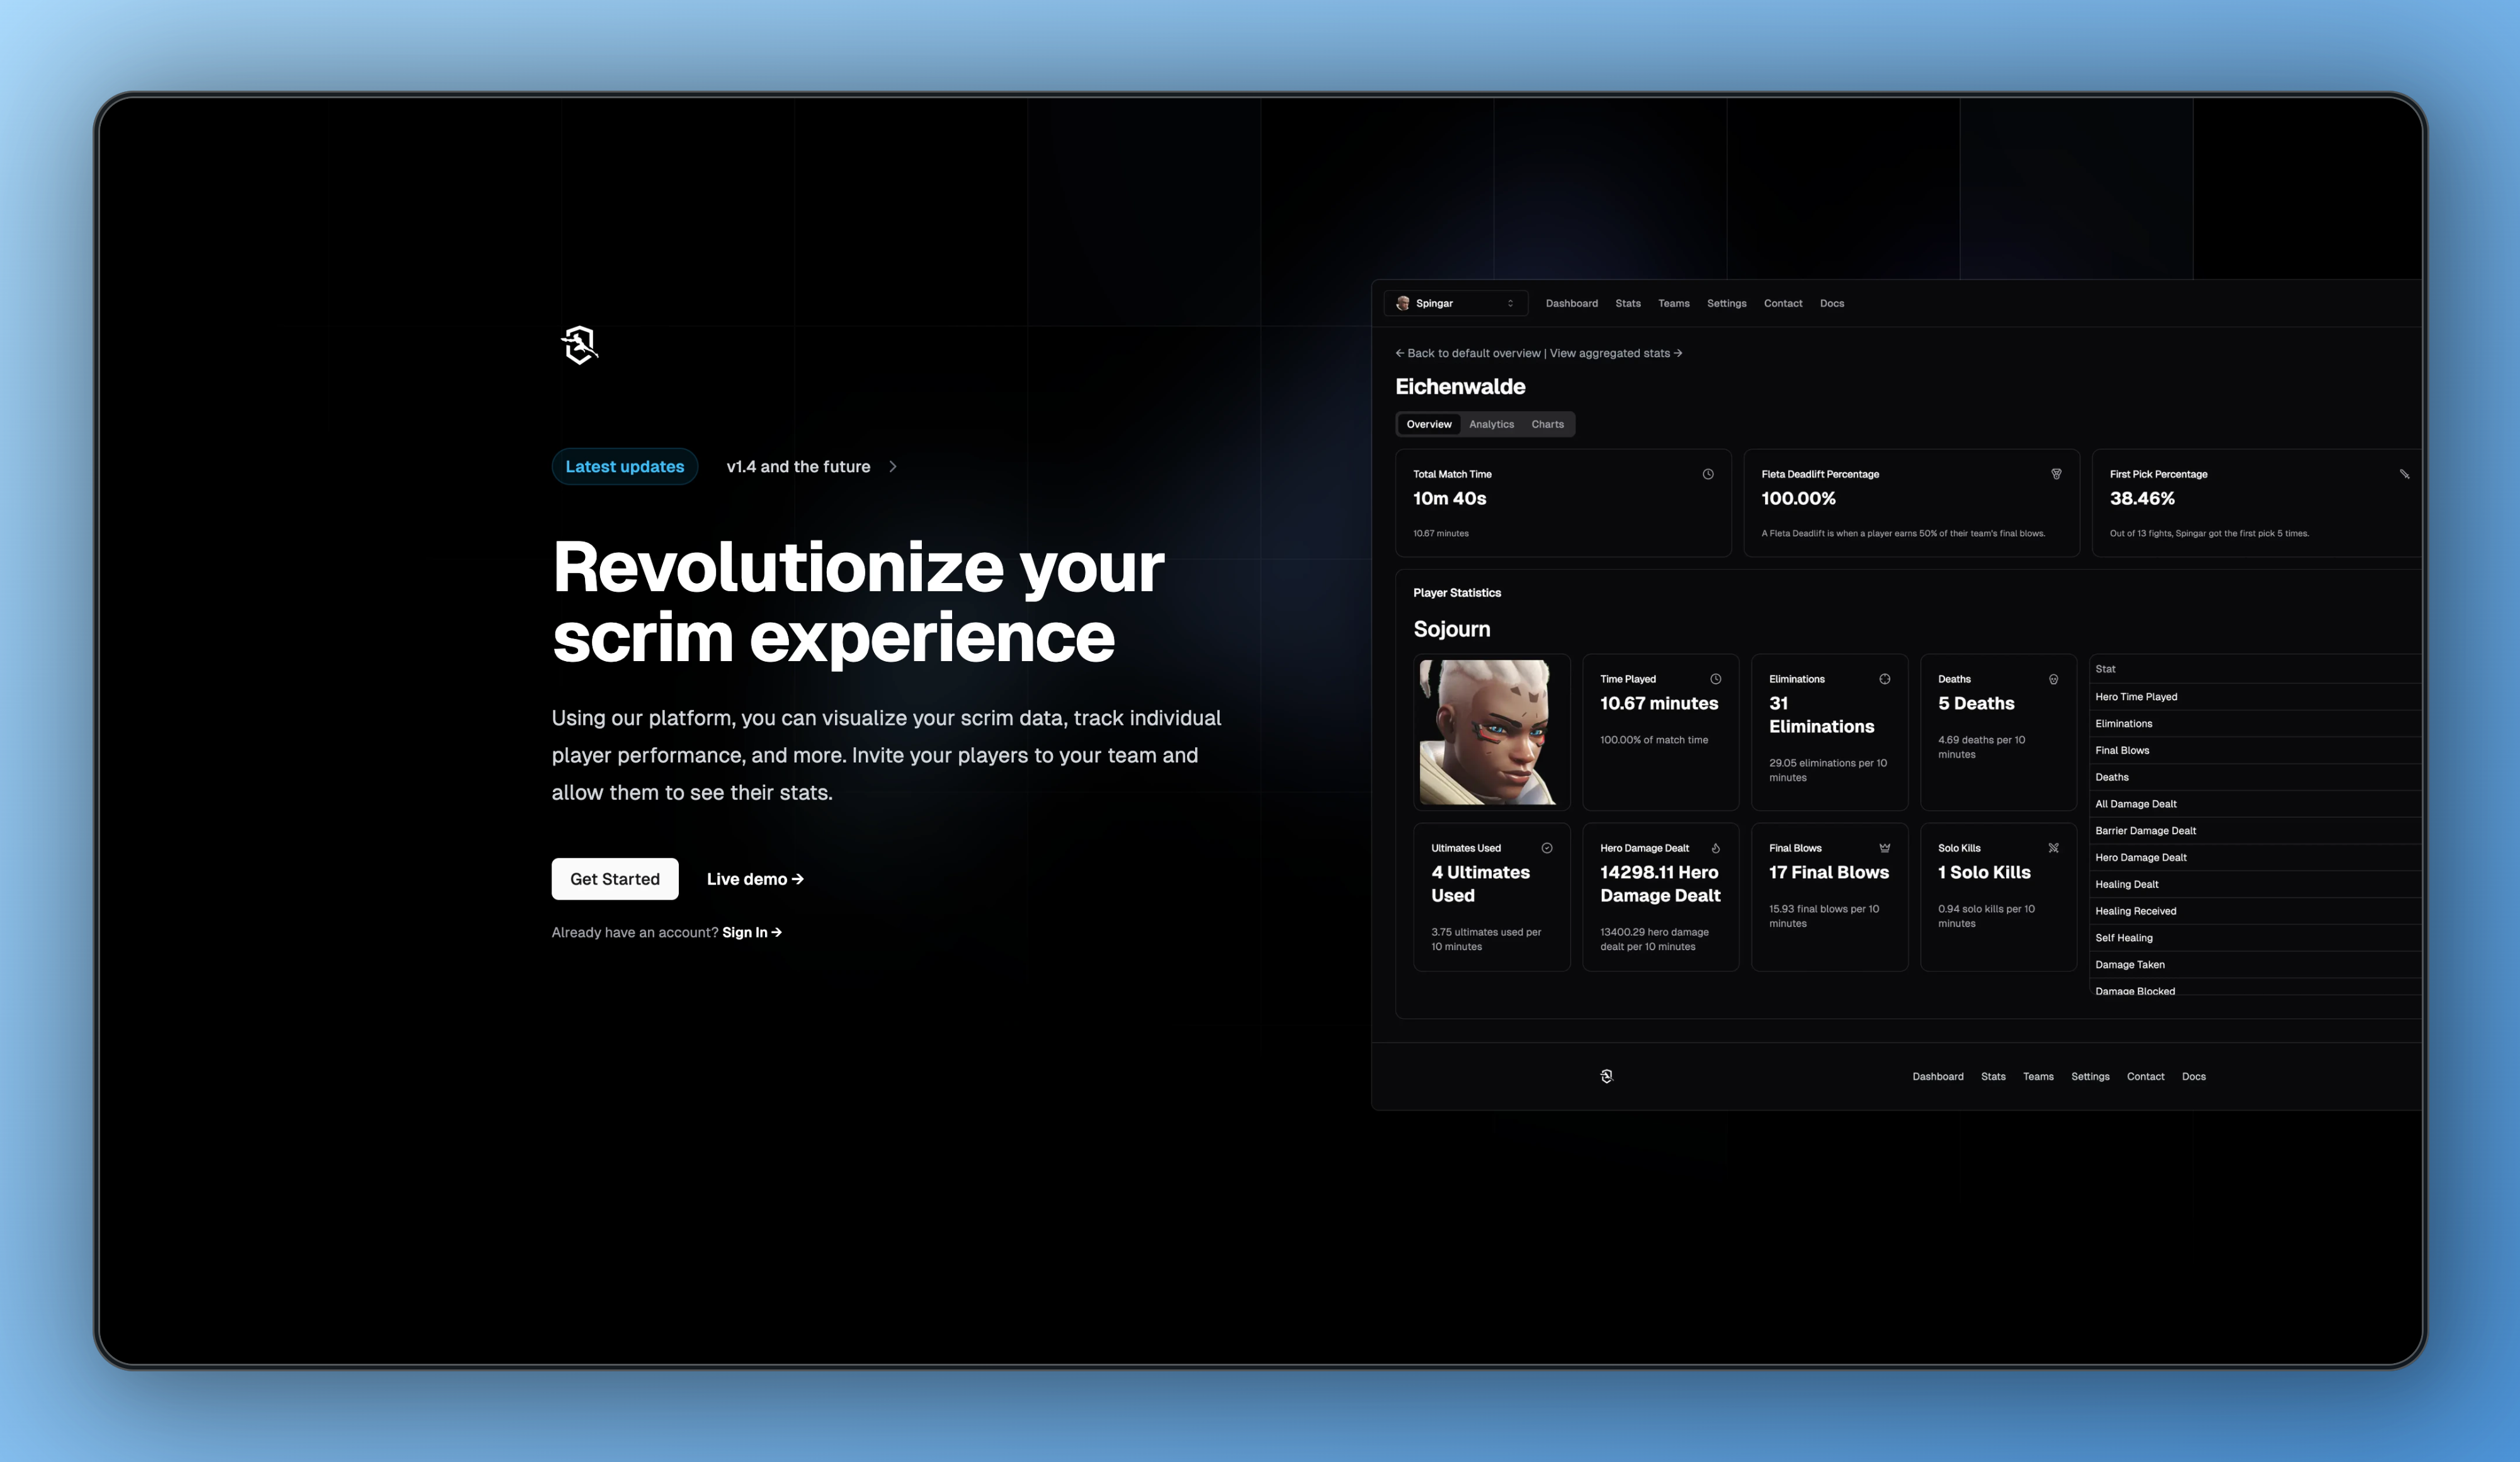 Latest updates
v1.4 and the future
Revolutionize your
scrim experience
Using our platform, you can visualize your scrim data, track individual
player performance, and more. Invite your players to your team and
allow them to see their stats.
Get Started
Live demo →
Already have an account? Sign In →
Spingar
Dashboard Stats Teams Settings Contact Docs
← Back to default overview | View aggregated stats →
Eichenwalde
Overview Analytics Charts
Total Match Time
10m 40s
10.67 minutes
Fleta Deadlift Percentage
100.00%
A Fleta Deadlift is when a player earns 50% of their team's final blows.
First Pick Percentage
38.46%
Out of 13 fights, Spingar got the first pick 5 times.
Player Statistics
Sojourn
Time Played
10.67 minutes
100.00% of match time
Eliminations
31
Eliminations
29.05 eliminations per 10
minutes
Deaths
5 Deaths
4.69 deaths per 10
minutes
Ultimates Used
4 Ultimates
Used
3.75 ultimates used per
10 minutes
Hero Damage Dealt
14298.11 Hero
Damage Dealt
13400.29 hero damage
dealt per 10 minutes
Final Blows
17 Final Blows
15.93 final blows per 10
minutes
Solo Kills
1 Solo Kills
0.94 solo kills per 10
minutes
Stat
Hero Time Played
Eliminations
Final Blows
Deaths
All Damage Dealt
Barrier Damage Dealt
Hero Damage Dealt
Healing Dealt
Healing Received
Self Healing
Damage Taken
Damage Blocked
Dashboard Stats Teams Settings Contact Docs